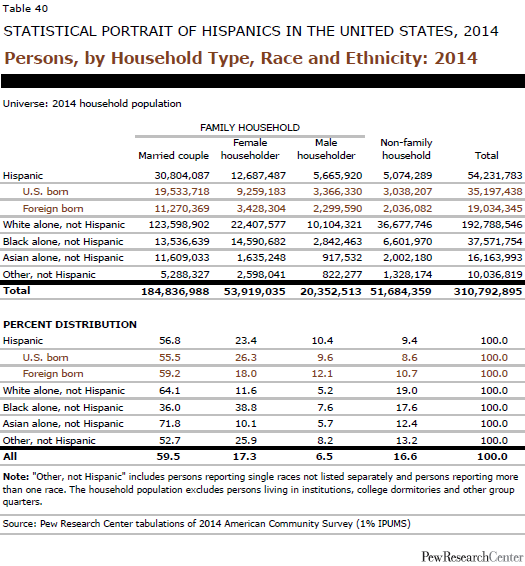 Table 40
STATISTICAL PORTRAIT OF HISPANICS IN THE UNITED STATES, 2014
Persons, by Household Type, Race and Ethnicity: 2014
Universe: 2014 household population
FAMILY HOUSEHOLD
Female Male Non-family
Married couple householder householder household Total
Hispanic 30,804,087 12,687,487 5,665,920 5,074,289 54,231,783
U.S. born 19,533,718 9,259,183 3,366,330 3,038,207 35,197,438
Foreign born 11,270,369 3,428,304 2,299,590 2,036,082 19,034,345
White alone, not Hispanic 123,598,902 22,407,577 10,104,321 36,677,746 192,788,546
Black alone, not Hispanic 13,536,639 14,590,682 2,842,463 6,601,970 37,571,754
Asian alone, not Hispanic 11,609,033 1,635,248 917,532 2,002,180 16,163,993
Other, not Hispanic 5,288,327 2,598,041 822,277 1,328,174 10,036,819
Total 184,836,988 53,919,035 20,352,513 51,684,359 310,792,895
PERCENT DISTRIBUTION
Hispanic 56.8 23.4 10.4 9.4 100.0
U.S. born 55.5 26.3 9.6 8.6 100.0
Foreign born 59.2 18.0 12.1 10.7 100.0
White alone, not Hispanic 64.1 11.6 5.2 19.0 100.0
Black alone, not Hispanic 36.0 38.8 7.6 17.6 100.0
Asian alone, not Hispanic 71.8 10.1 5.7 12.4 100.0
Other, not Hispanic 52.7 25.9 8.2 13.2 100.0
All 59.5 17.3 6.5 16.6 100.0
Note: "Other, not Hispanic" includes persons reporting single races not listed separately and persons reporting more
than one race. The household population excludes persons living in institutions, college dormitories and other group
quarters.
Source: Pew Research Center tabulations of 2014 American Community Survey (1% IPUMS)
PewResearchCenter